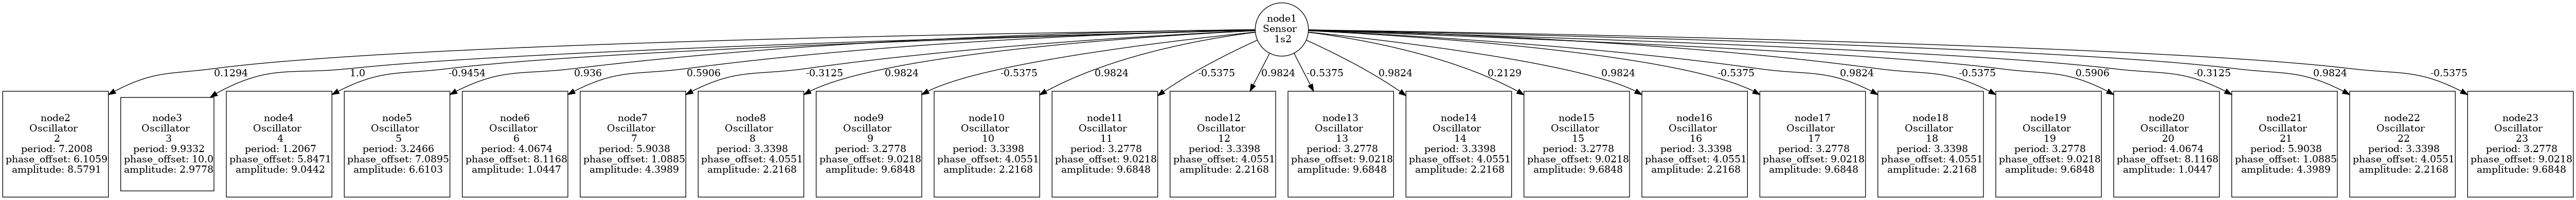 node1
Sensor
1s2
0.1294
1.0
-0.9454
0.936
0.5906
-0.3125
0.9824
-0.5375
0.9824
-0.5375
0.9824
-0.5375
0.9824
0.2129
0.9824
-0.5375
0.9824
-0.5375
0.5906
-0.3125
0.9824
-0.5375
node2
Oscillator
2
period: 7.2008
phase_offset: 6.1059
amplitude: 8.5791
node3
Oscillator
3
period: 9.9332
phase_offset: 10.0
amplitude: 2.9778
node4
Oscillator
4
period: 1.2067
phase_offset: 5.8471
amplitude: 9.0442
node5
Oscillator
5
period: 3.2466
phase_offset: 7.0895
amplitude: 6.6103
node6
Oscillator
6
period: 4.0674
phase_offset: 8.1168
amplitude: 1.0447
node7
Oscillator
7
period: 5.9038
phase_offset: 1.0885
amplitude: 4.3989
node8
Oscillator
8
period: 3.3398
phase_offset: 4.0551
amplitude: 2.2168
node9
Oscillator
9
period: 3.2778
phase_offset: 9.0218
amplitude: 9.6848
node10
Oscillator
10
period: 3.3398
phase_offset: 4.0551
amplitude: 2.2168
node11
Oscillator
11
period: 3.2778
phase_offset: 9.0218
amplitude: 9.6848
node12
Oscillator
12
period: 3.3398
phase_offset: 4.0551
amplitude: 2.2168
node13
Oscillator
13
period: 3.2778
phase_offset: 9.0218
amplitude: 9.6848
node14
Oscillator
14
period: 3.3398
phase_offset: 4.0551
amplitude: 2.2168
node15
Oscillator
15
period: 3.2778
phase_offset: 9.0218
amplitude: 9.6848
node16
Oscillator
16
period: 3.3398
phase_offset: 4.0551
amplitude: 2.2168
node17
Oscillator
17
period: 3.2778
phase_offset: 9.0218
amplitude: 9.6848
node18
Oscillator
18
period: 3.3398
phase_offset: 4.0551
amplitude: 2.2168
node19
Oscillator
19
period: 3.2778
phase_offset: 9.0218
amplitude: 9.6848
node20
Oscillator
20
period: 4.0674
phase_offset: 8.1168
amplitude: 1.0447
node21
Oscillator
21
period: 5.9038
phase_offset: 1.0885
amplitude: 4.3989
node22
Oscillator
22
period: 3.3398
phase_offset: 4.0551
amplitude: 2.2168
node23
Oscillator
23
period: 3.2778
phase_offset: 9.0218
amplitude: 9.6848